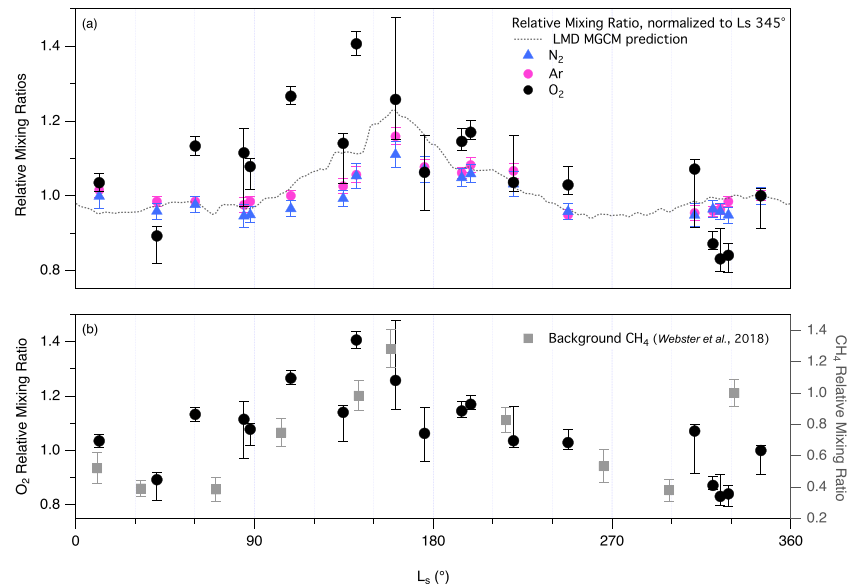 (a)
Relative Mixing Ratio, normalized to Ls 345°
LMD MGCM prediction
N₂
Ar
O₂
Relative Mixing Ratios
1.4
1.2
1.0
0.8
(b)
Background CH₄ (Webster et al., 2018)
O₂ Relative Mixing Ratio
1.4
1.2
1.0
0.8
1.4
1.2
1.0
0.8
0.6
0.4
0.2
CH₄ Relative Mixing Ratio
0
90
180
270
360
Lₛ (°)